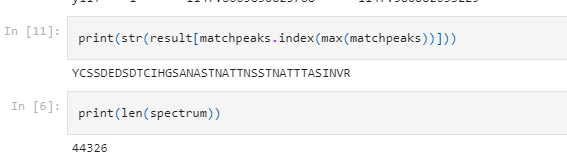 In [11]: print(str(result[matchpeaks.index(max(matchpeaks))]))
YCSSDEDSDTCIHGSANASTNATTNSSTNATTTASINVR
In [6]: print(len(spectrum))
44326